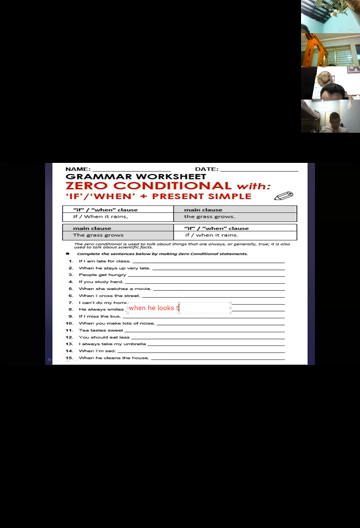 NAME: ____________ DATE: ____________
GRAMMAR WORKSHEET
ZERO CONDITIONAL with:
'IF'/'WHEN' + PRESENT SIMPLE
"if" / "when" clause main clause
If / When it rains, the grass grows.
main clause "if" / "when" clause
The grass grows if / when it rains.
The zero conditional is used to talk about things that are always, or generally, true; it is also
used to talk about scientific facts.
Complete the sentences below by making Zero Conditional statements.
1. If I am late for class,
2. When he stays up very late,
3. People get hungry
4. If you study hard,
5. When she watches a movie,
6. When I cross the street,
7. I can't do my
8. He always smiles when he looks t
9. If I miss the bus,
10. When you make lots of noise,
11. Tea tastes sweet
12. You should eat less
13. I always take my umbrella
14. When I'm sad,
15. When he cleans the house,